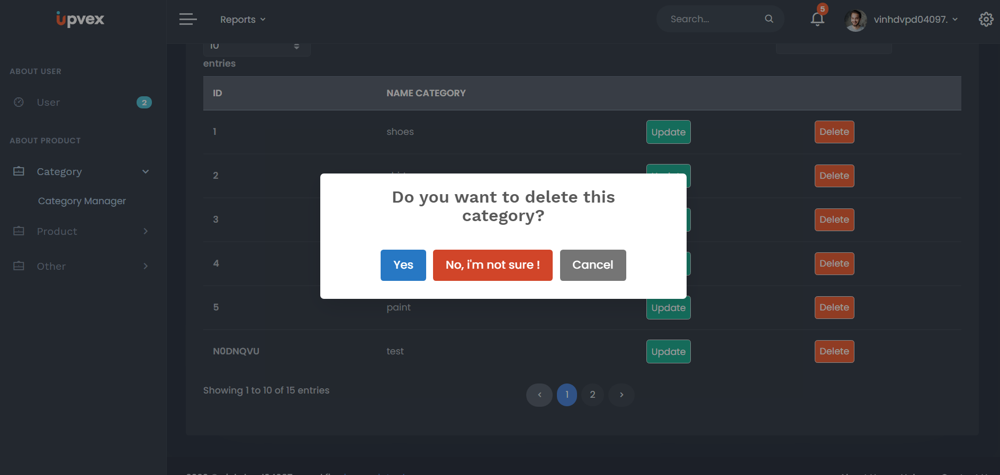 upvex
Reports
Search...
5
vinhdvpd04097.
ABOUT USER
User
2
ABOUT PRODUCT
Category
Category Manager
Product
Other
10
entries
ID NAME CATEGORY
1 shoes Update Delete
2 Delete
3 Delete
4 Delete
5 paint Update Delete
N0DNQVU test Update Delete
Do you want to delete this
category?
Yes No, i'm not sure ! Cancel
Showing 1 to 10 of 15 entries
‹ 1 2 ›